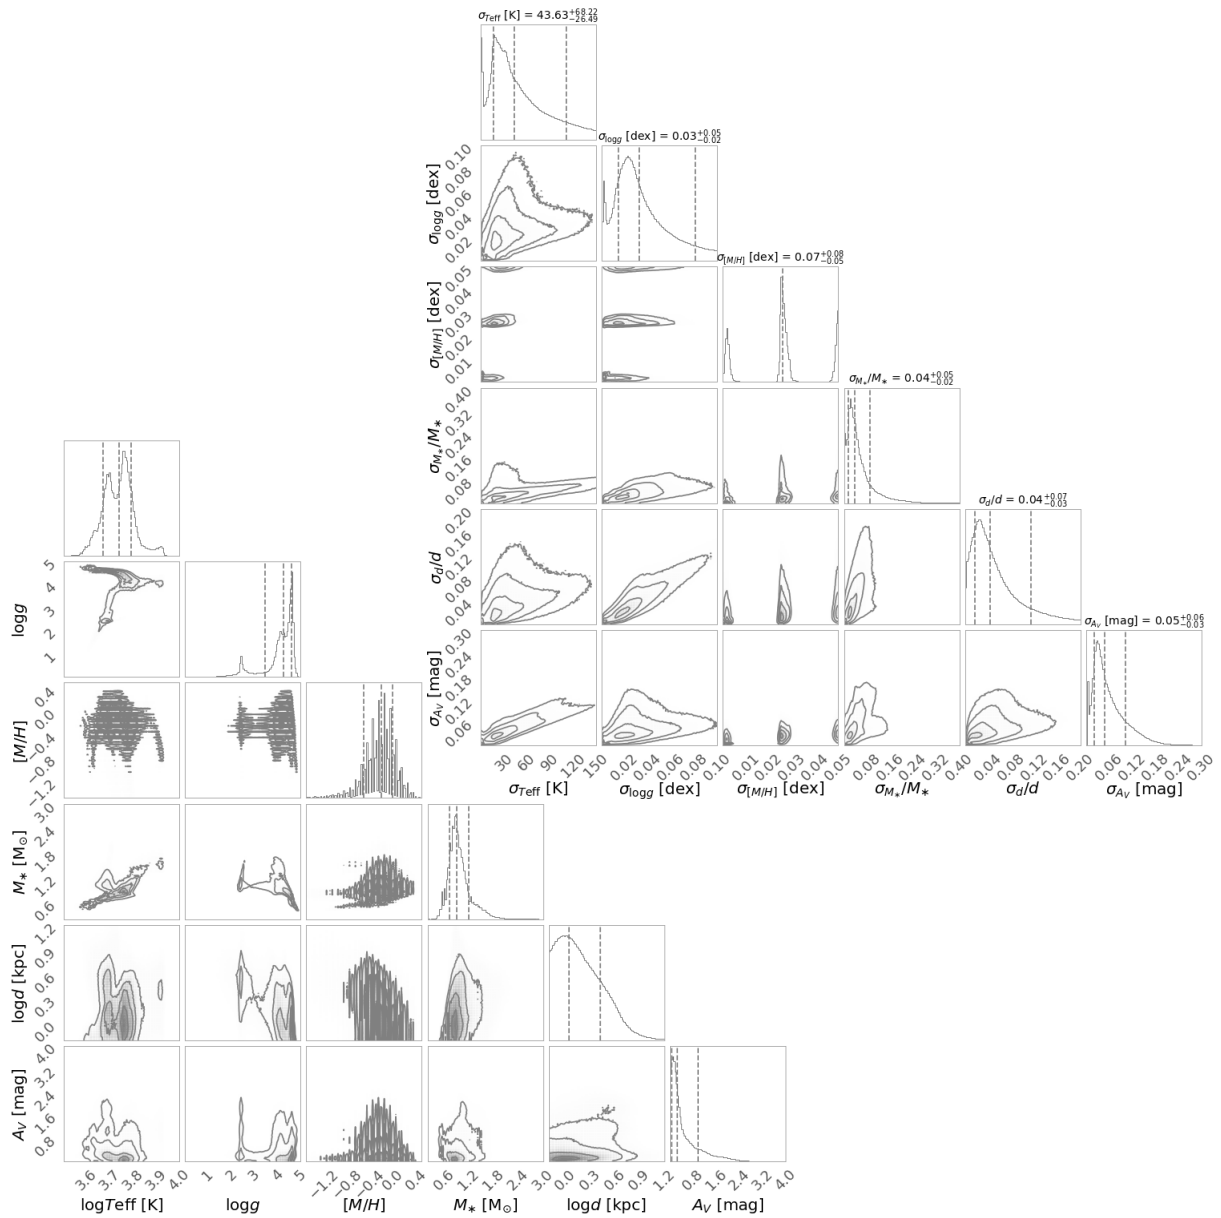 σTeff [K] = 43.63+68.22−26.49
σlogg [dex] = 0.03+0.05−0.02
0.10
0.08
0.06
0.04
0.02
σlogg [dex]
σ[M/H] [dex] = 0.07+0.08−0.05
0.05
0.04
0.03
0.02
0.01
σ[M/H] [dex]
σM∗/M∗ = 0.04+0.05−0.02
0.40
0.32
0.24
0.16
0.08
σM∗/M∗
σd/d = 0.04+0.07−0.03
0.20
0.16
0.12
0.08
0.04
σd/d
σAV [mag] = 0.05+0.06−0.03
0.30
0.24
0.18
0.12
0.06
σAV [mag]
30 60 90 120 150
0.02 0.04 0.06 0.08 0.10
0.01 0.02 0.03 0.04 0.05
0.08 0.16 0.24 0.32 0.40
0.04 0.08 0.12 0.16 0.20
0.06 0.12 0.18 0.24 0.30
σTeff [K] σlogg [dex] σ[M/H] [dex] σM∗/M∗ σd/d σAV [mag]
5
4
3
2
1
logg
0.4
0.0
−0.4
−0.8
−1.2
[M/H]
3.0
2.4
1.8
1.2
0.6
M∗ [M⊙]
1.2
0.9
0.6
0.3
0.0
logd [kpc]
4.0
3.2
2.4
1.6
0.8
AV [mag]
3.6 3.7 3.8 3.9 4.0
1 2 3 4 5
−1.2 −0.8 −0.4 0.0 0.4
0.6 1.2 1.8 2.4 3.0
0.0 0.3 0.6 0.9 1.2
0.8 1.6 2.4 3.2 4.0
logTeff [K] logg [M/H] M∗ [M⊙] logd [kpc] AV [mag]